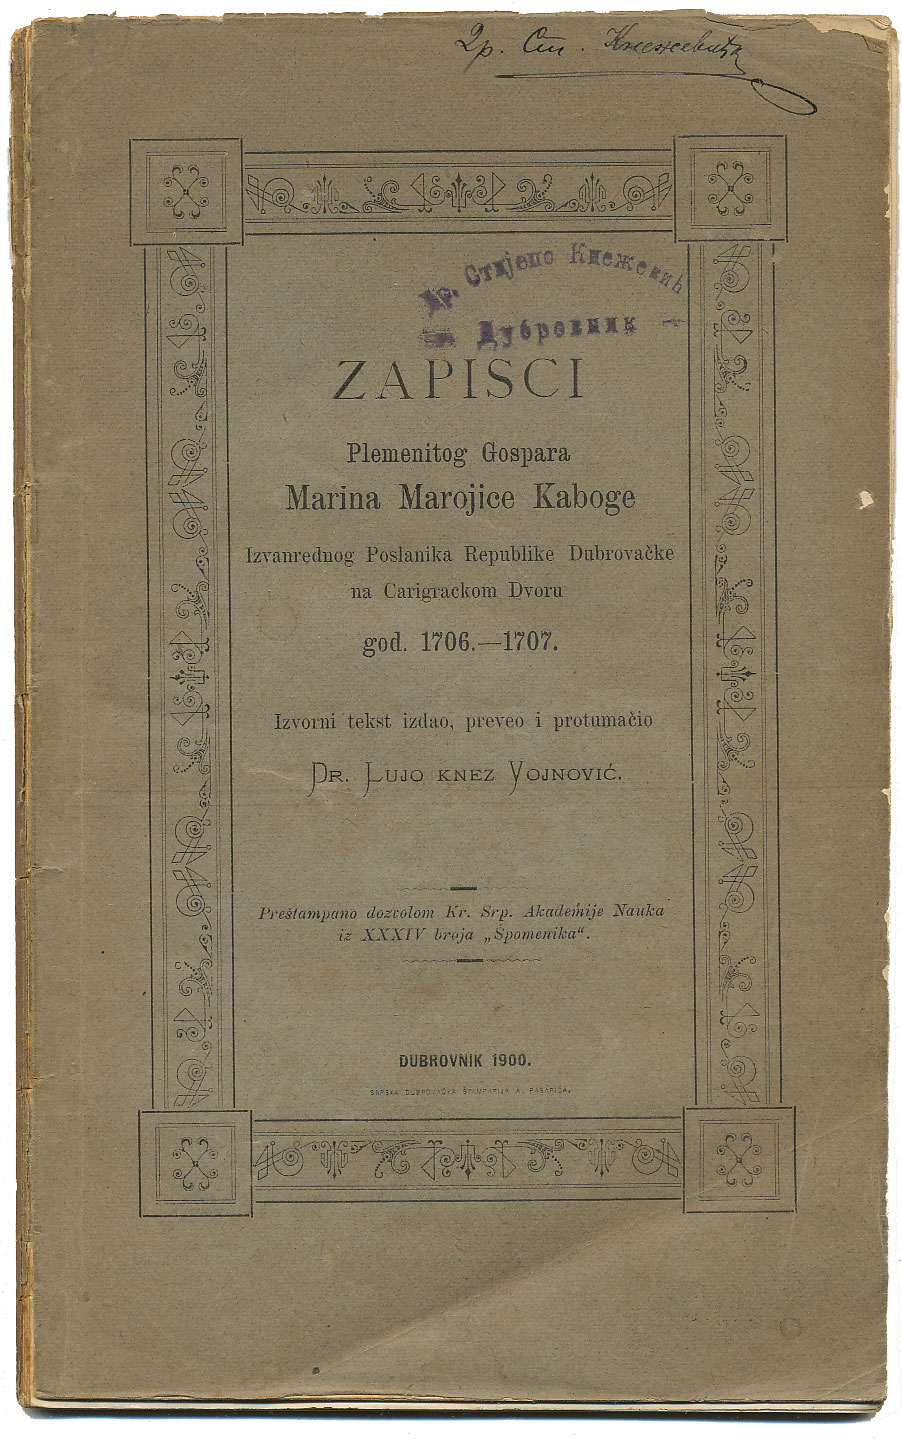 Др. Ст. Кнежевић
Др. Стијепо Кнежевић
Дубровник
ZAPISCI
Plemenitog Gospara
Marina Marojice Kaboge
Izvanrednog Poslanika Republike Dubrovačke
na Carigrackom Dvoru
god. 1706.—1707.
Izvorni tekst izdao, preveo i protumačio
DR. LUJO KNEZ VOJNOVIĆ.
Preštampano dozvolom Kr. Srp. Akademije Nauka
iz XXXIV broja „Spomenika“.
DUBROVNIK 1900.
SRPSKA DUBROVAČKA ŠTAMPARIJA A. PASARIĆA.